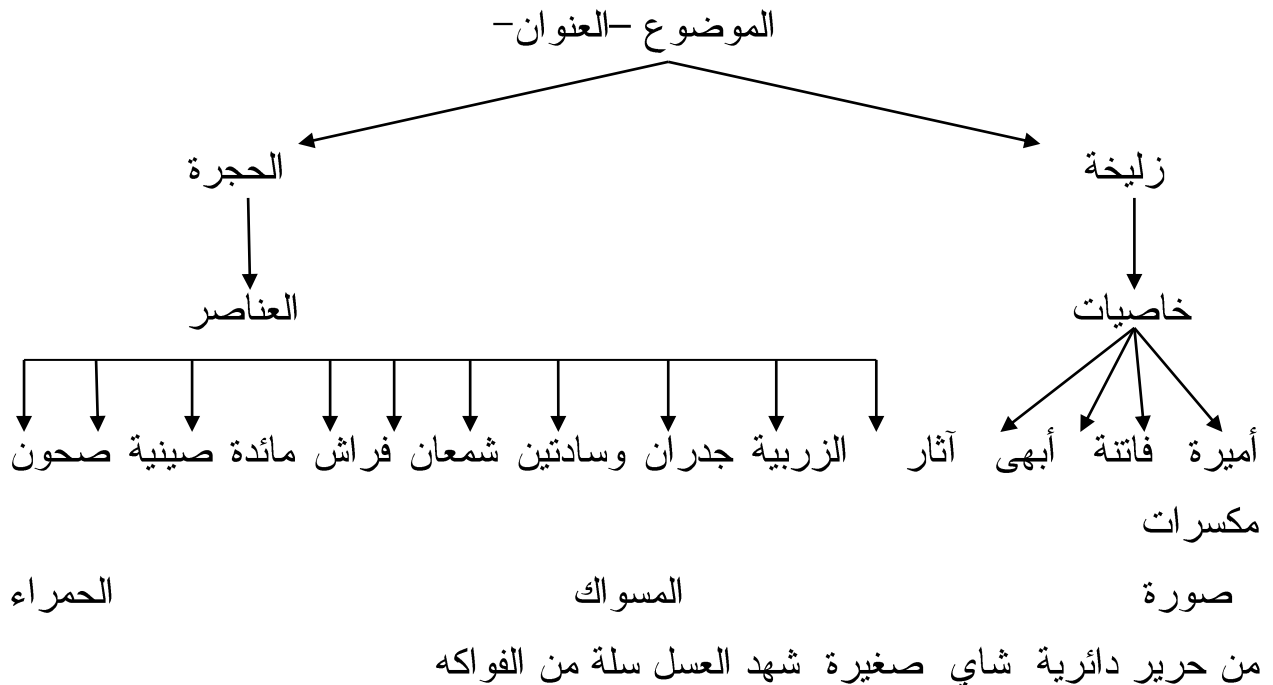 الموضوع –العنوان-
زليخة الحجرة
خاصيات العناصر
أميرة فاتنة أبهى آثار الزربية جدران وسادتين شمعان فراش مائدة صينية صحون
مكسرات
صورة المسواك الحمراء
من حرير دائرية شاي صغيرة شهد العسل سلة من الفواكه